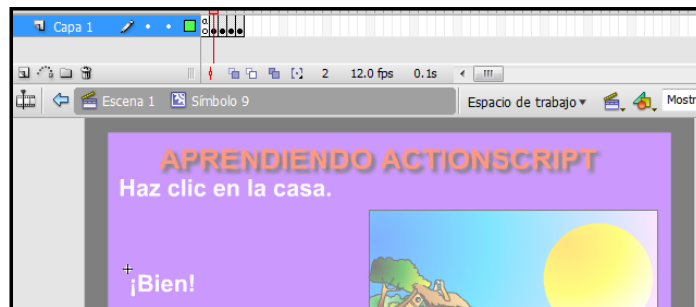 Capa 1
a
2 12.0 fps 0.1s
Escena 1 Símbolo 9 Espacio de trabajo Mostr
APRENDIENDO ACTIONSCRIPT
Haz clic en la casa.
¡Bien!